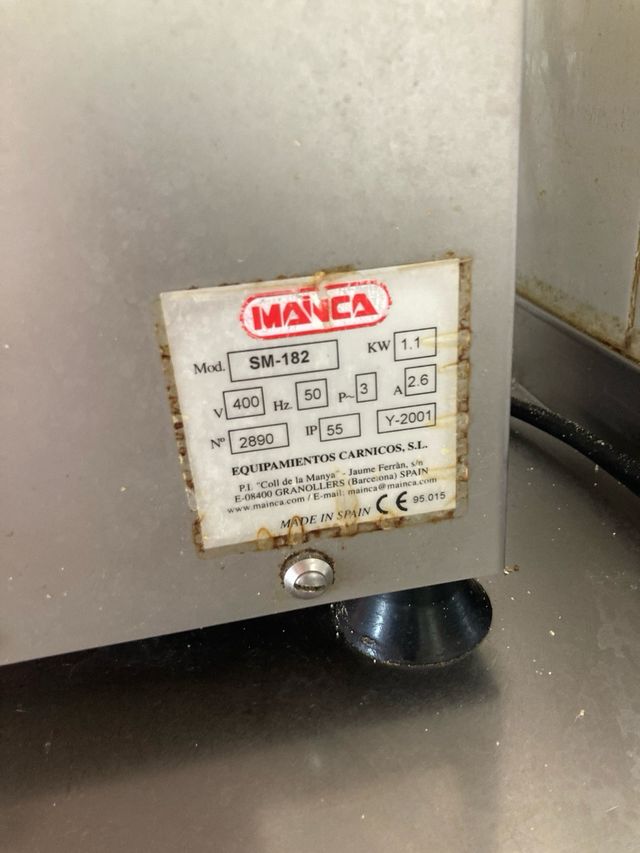 MAINCA
Mod. SM-182 KW 1.1
V 400 Hz. 50 P~ 3 A 2.6
Nº 2890 IP 55 Y-2001
EQUIPAMIENTOS CARNICOS, S.L.
P.I. "Coll de la Manya" - Jaume Ferràn, s/n
E-08400 GRANOLLERS (Barcelona) SPAIN
www.mainca.com / E-mail: mainca@mainca.com
MADE IN SPAIN CE 95.015